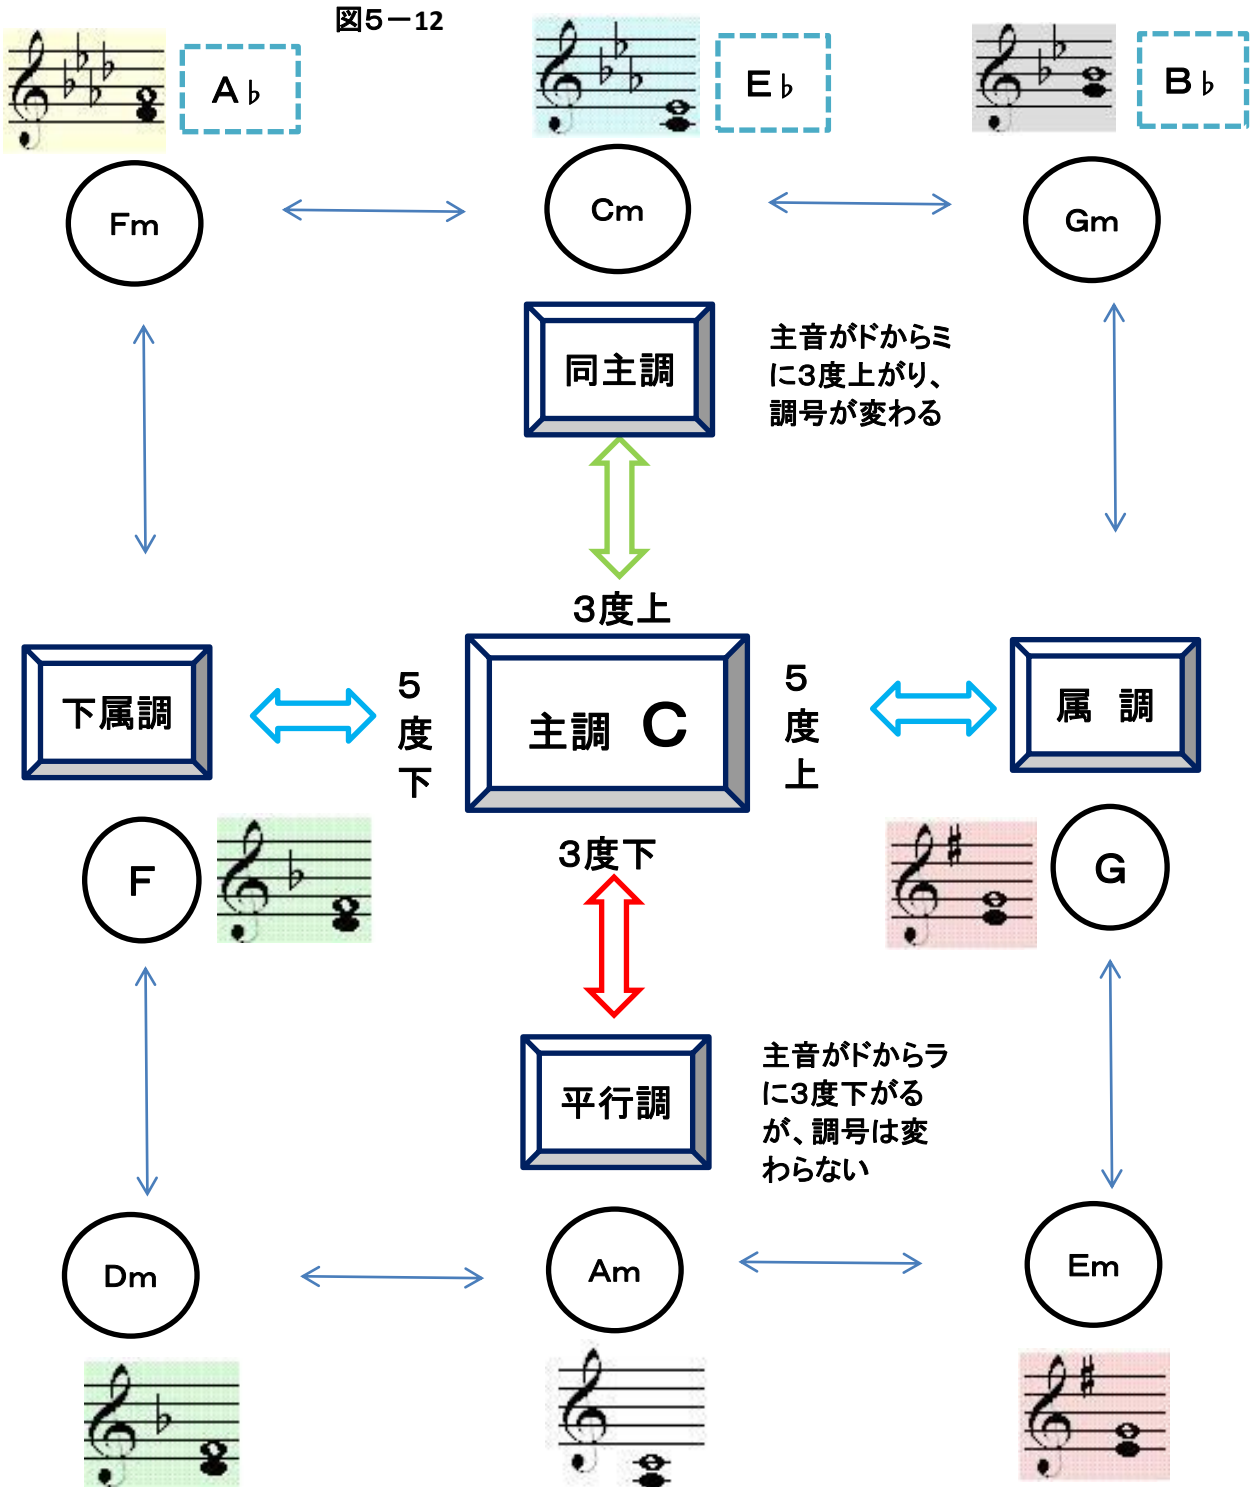 図5－12
A♭
E♭
B♭
Fm
Cm
Gm
同主調
主音がドからミ
に3度上がり、
調号が変わる
3度上
下属調
5
度
下
主調 C
5
度
上
属 調
3度下
F
G
平行調
主音がドからラ
に3度下がる
が、調号は変
わらない
Dm
Am
Em